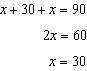 x + 30 + x = 90
2x = 60
x = 30